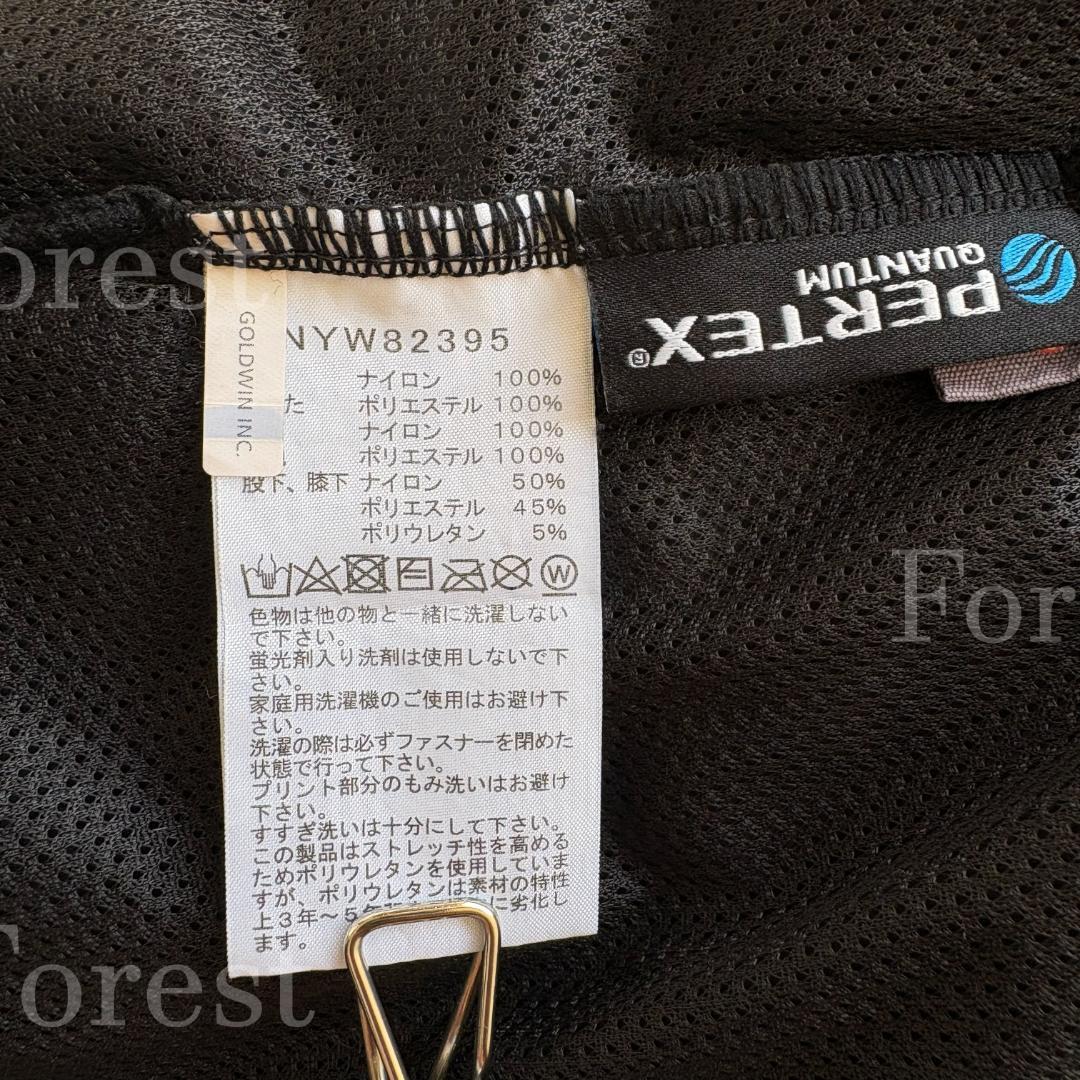 Forest
PERTEX®
QUANTUM
GOLDWIN INC.
NYW82395
ナイロン 100%
た ポリエステル 100%
ナイロン 100%
ポリエステル 100%
股下、膝下 ナイロン 50%
ポリエステル 45%
ポリウレタン 5%
W
色物は他の物と一緒に洗濯しない
で下さい。
蛍光剤入り洗剤は使用しないで下
さい。
家庭用洗濯機のご使用はお避け下
さい。
洗濯の際は必ずファスナーを閉めた
状態で行って下さい。
プリント部分のもみ洗いはお避け
下さい。
すすぎ洗いは十分にして下さい。
この製品はストレッチ性を高める
ためポリウレタンを使用していま
すが、ポリウレタンは素材の特性
上3年〜5年 に劣化し
ます。
For
Forest